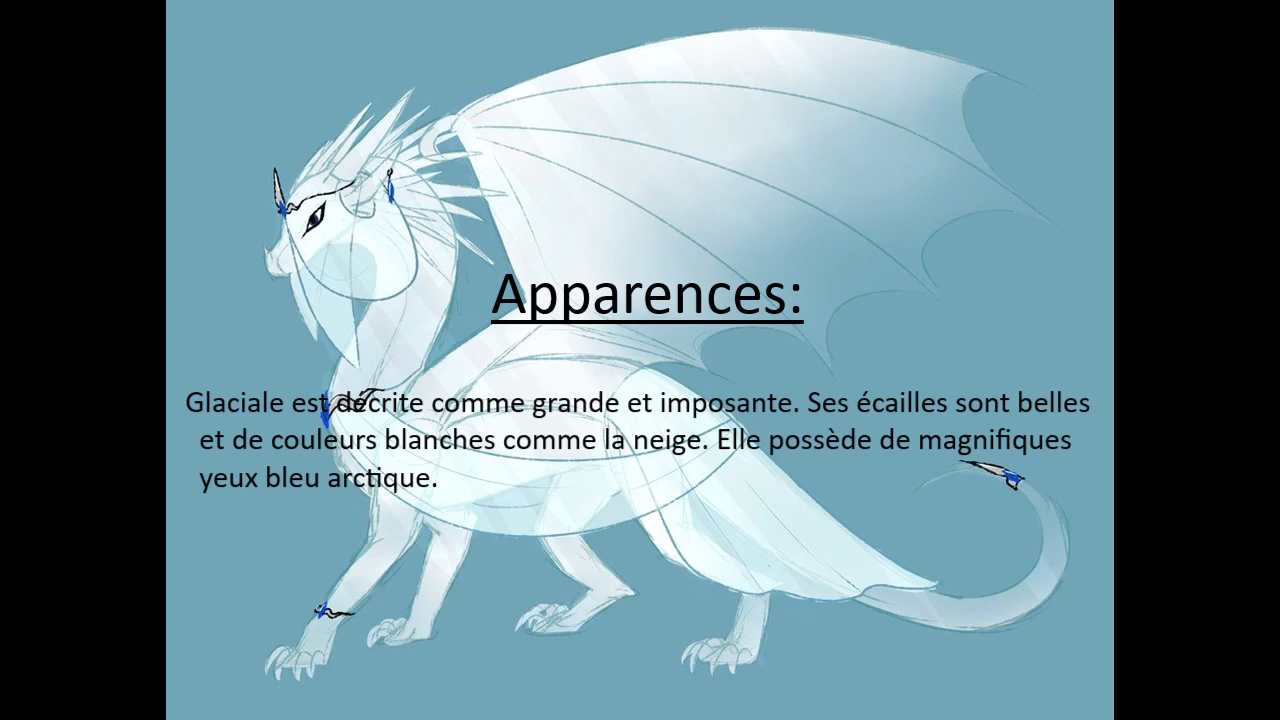 Apparences:
Glaciale est décrite comme grande et imposante. Ses écailles sont belles
et de couleurs blanches comme la neige. Elle possède de magnifiques
yeux bleu arctique.